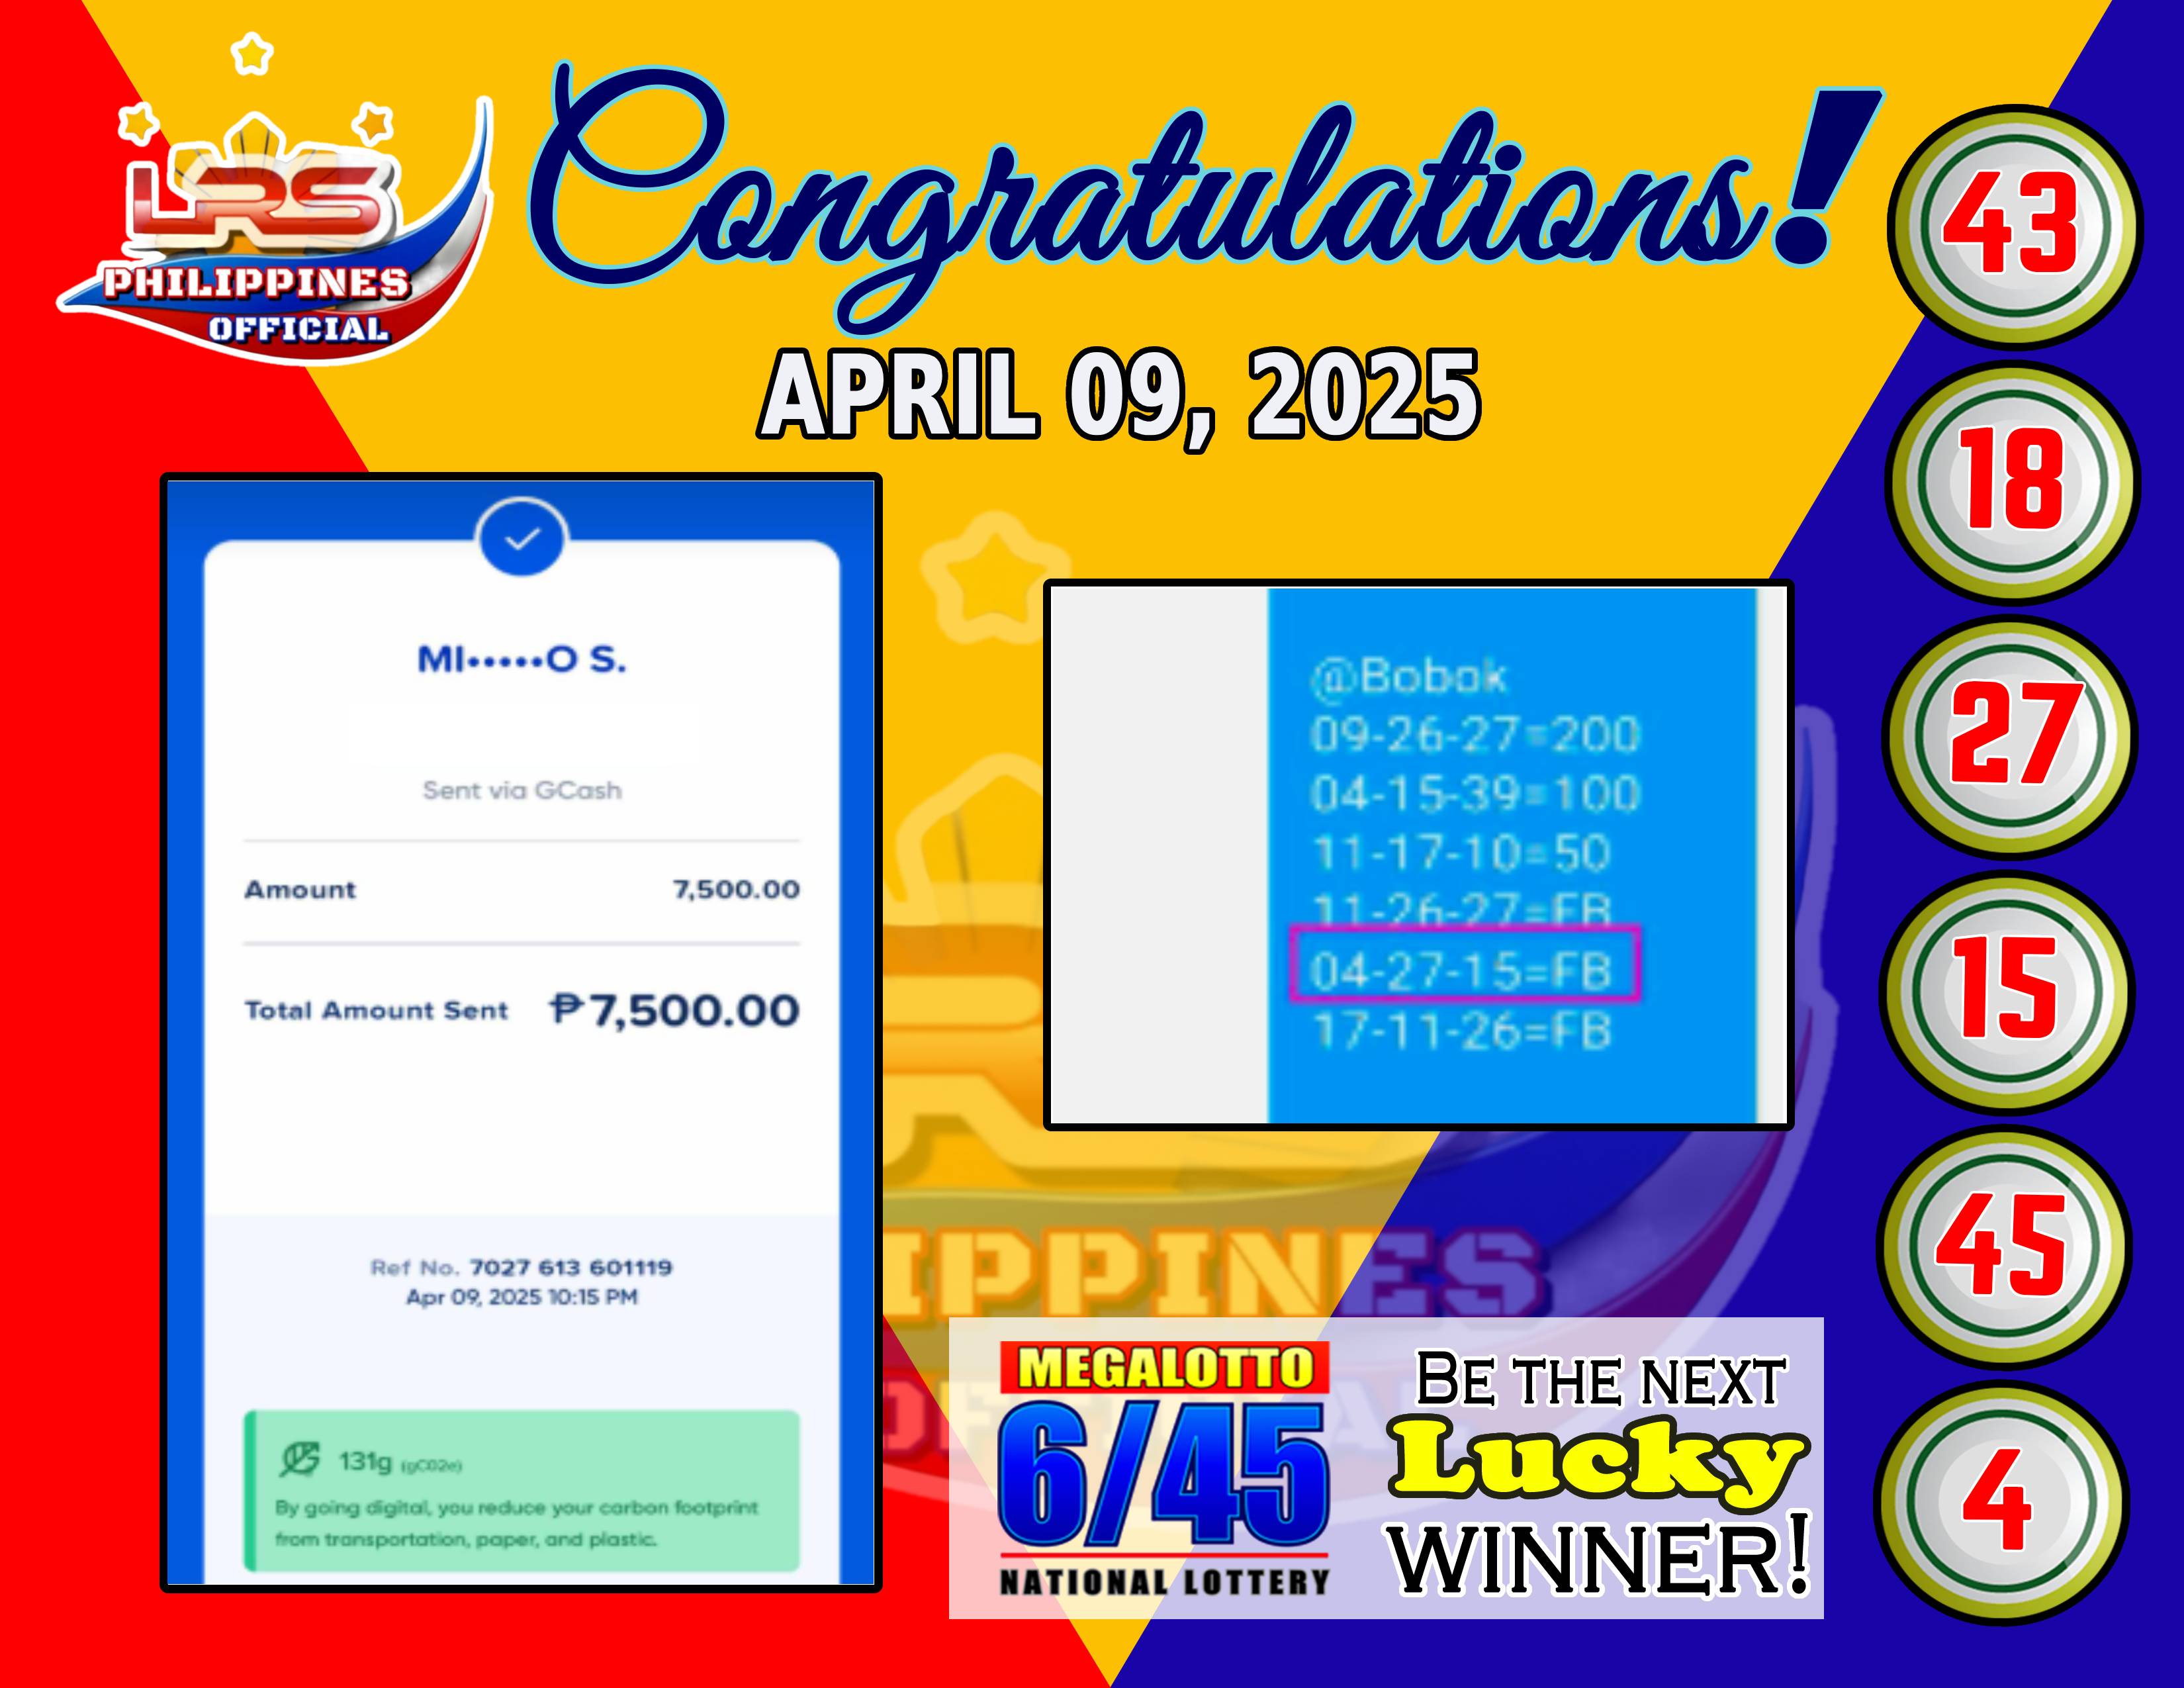 LRS
PHILIPPINES
OFFICIAL
Congratulations!
APRIL 09, 2025
MI•••••O S.
Sent via GCash
Amount 7,500.00
Total Amount Sent ₱7,500.00
Ref No. 7027 613 601119
Apr 09, 2025 10:15 PM
131g (gCO2e)
By going digital, you reduce your carbon footprint
from transportation, paper, and plastic.
@Bobok
09-26-27=200
04-15-39=100
11-17-10=50
11-26-27=FB
04-27-15=FB
17-11-26=FB
IPPINES
MEGALOTTO
6/45
NATIONAL LOTTERY
BE THE NEXT
Lucky
WINNER!
43
18
27
15
45
4